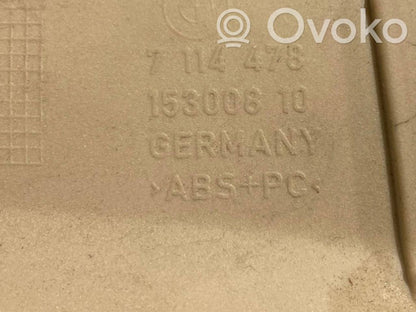 Ovoko
7 114 478
153008 10
GERMANY
>ABS+PC<